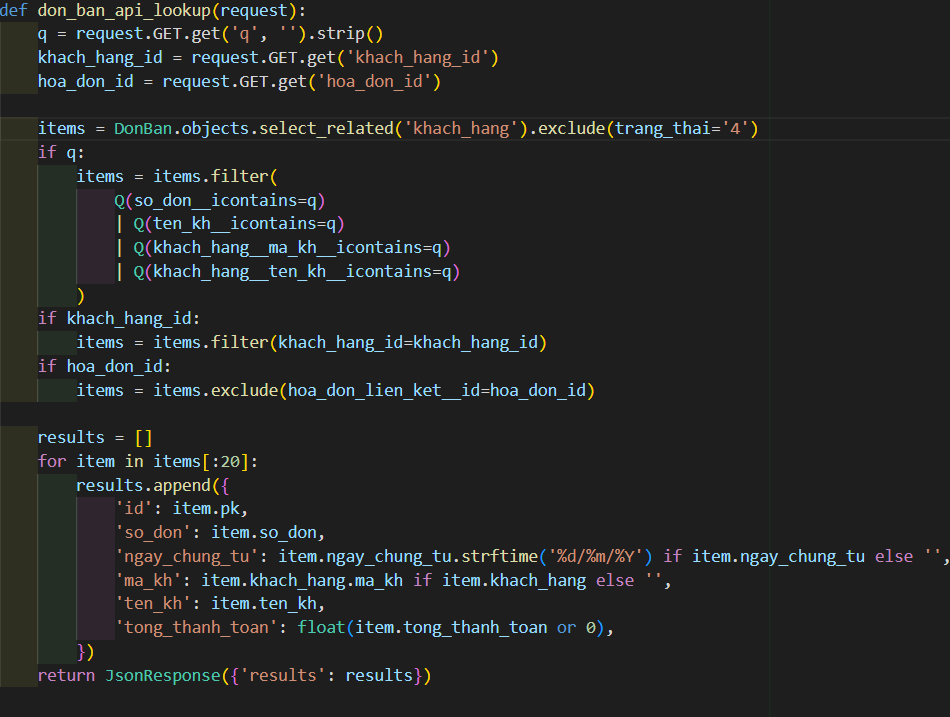 def don_ban_api_lookup(request):
    q = request.GET.get('q', '').strip()
    khach_hang_id = request.GET.get('khach_hang_id')
    hoa_don_id = request.GET.get('hoa_don_id')

    items = DonBan.objects.select_related('khach_hang').exclude(trang_thai='4')
    if q:
        items = items.filter(
            Q(so_don__icontains=q)
            | Q(ten_kh__icontains=q)
            | Q(khach_hang__ma_kh__icontains=q)
            | Q(khach_hang__ten_kh__icontains=q)
        )
    if khach_hang_id:
        items = items.filter(khach_hang_id=khach_hang_id)
    if hoa_don_id:
        items = items.exclude(hoa_don_lien_ket__id=hoa_don_id)

    results = []
    for item in items[:20]:
        results.append({
            'id': item.pk,
            'so_don': item.so_don,
            'ngay_chung_tu': item.ngay_chung_tu.strftime('%d/%m/%Y') if item.ngay_chung_tu else '',
            'ma_kh': item.khach_hang.ma_kh if item.khach_hang else '',
            'ten_kh': item.ten_kh,
            'tong_thanh_toan': float(item.tong_thanh_toan or 0),
        })
    return JsonResponse({'results': results})